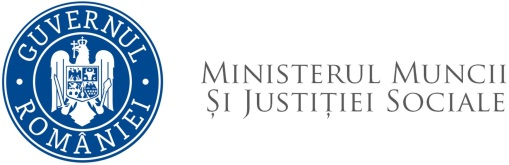 GUVERNUL
ROMÂNIEI
MINISTERUL MUNCII
ȘI JUSTIȚIEI SOCIALE